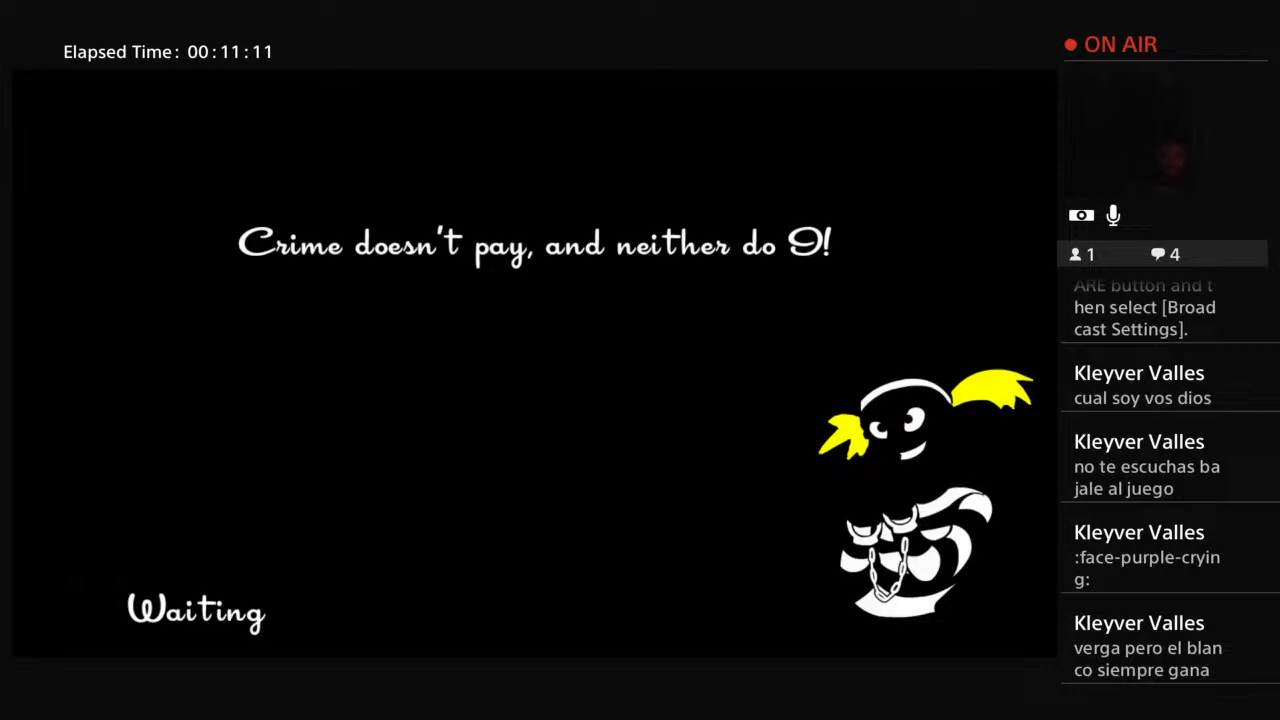 Elapsed Time: 00:11:11
ON AIR
Crime doesn't pay, and neither do I!
1
4
ARE button and t
hen select [Broad
cast Settings].
Kleyver Valles
cual soy vos dios
Kleyver Valles
no te escuchas ba
jale al juego
Kleyver Valles
:face-purple-cryin
g:
Kleyver Valles
verga pero el blan
co siempre gana
Waiting